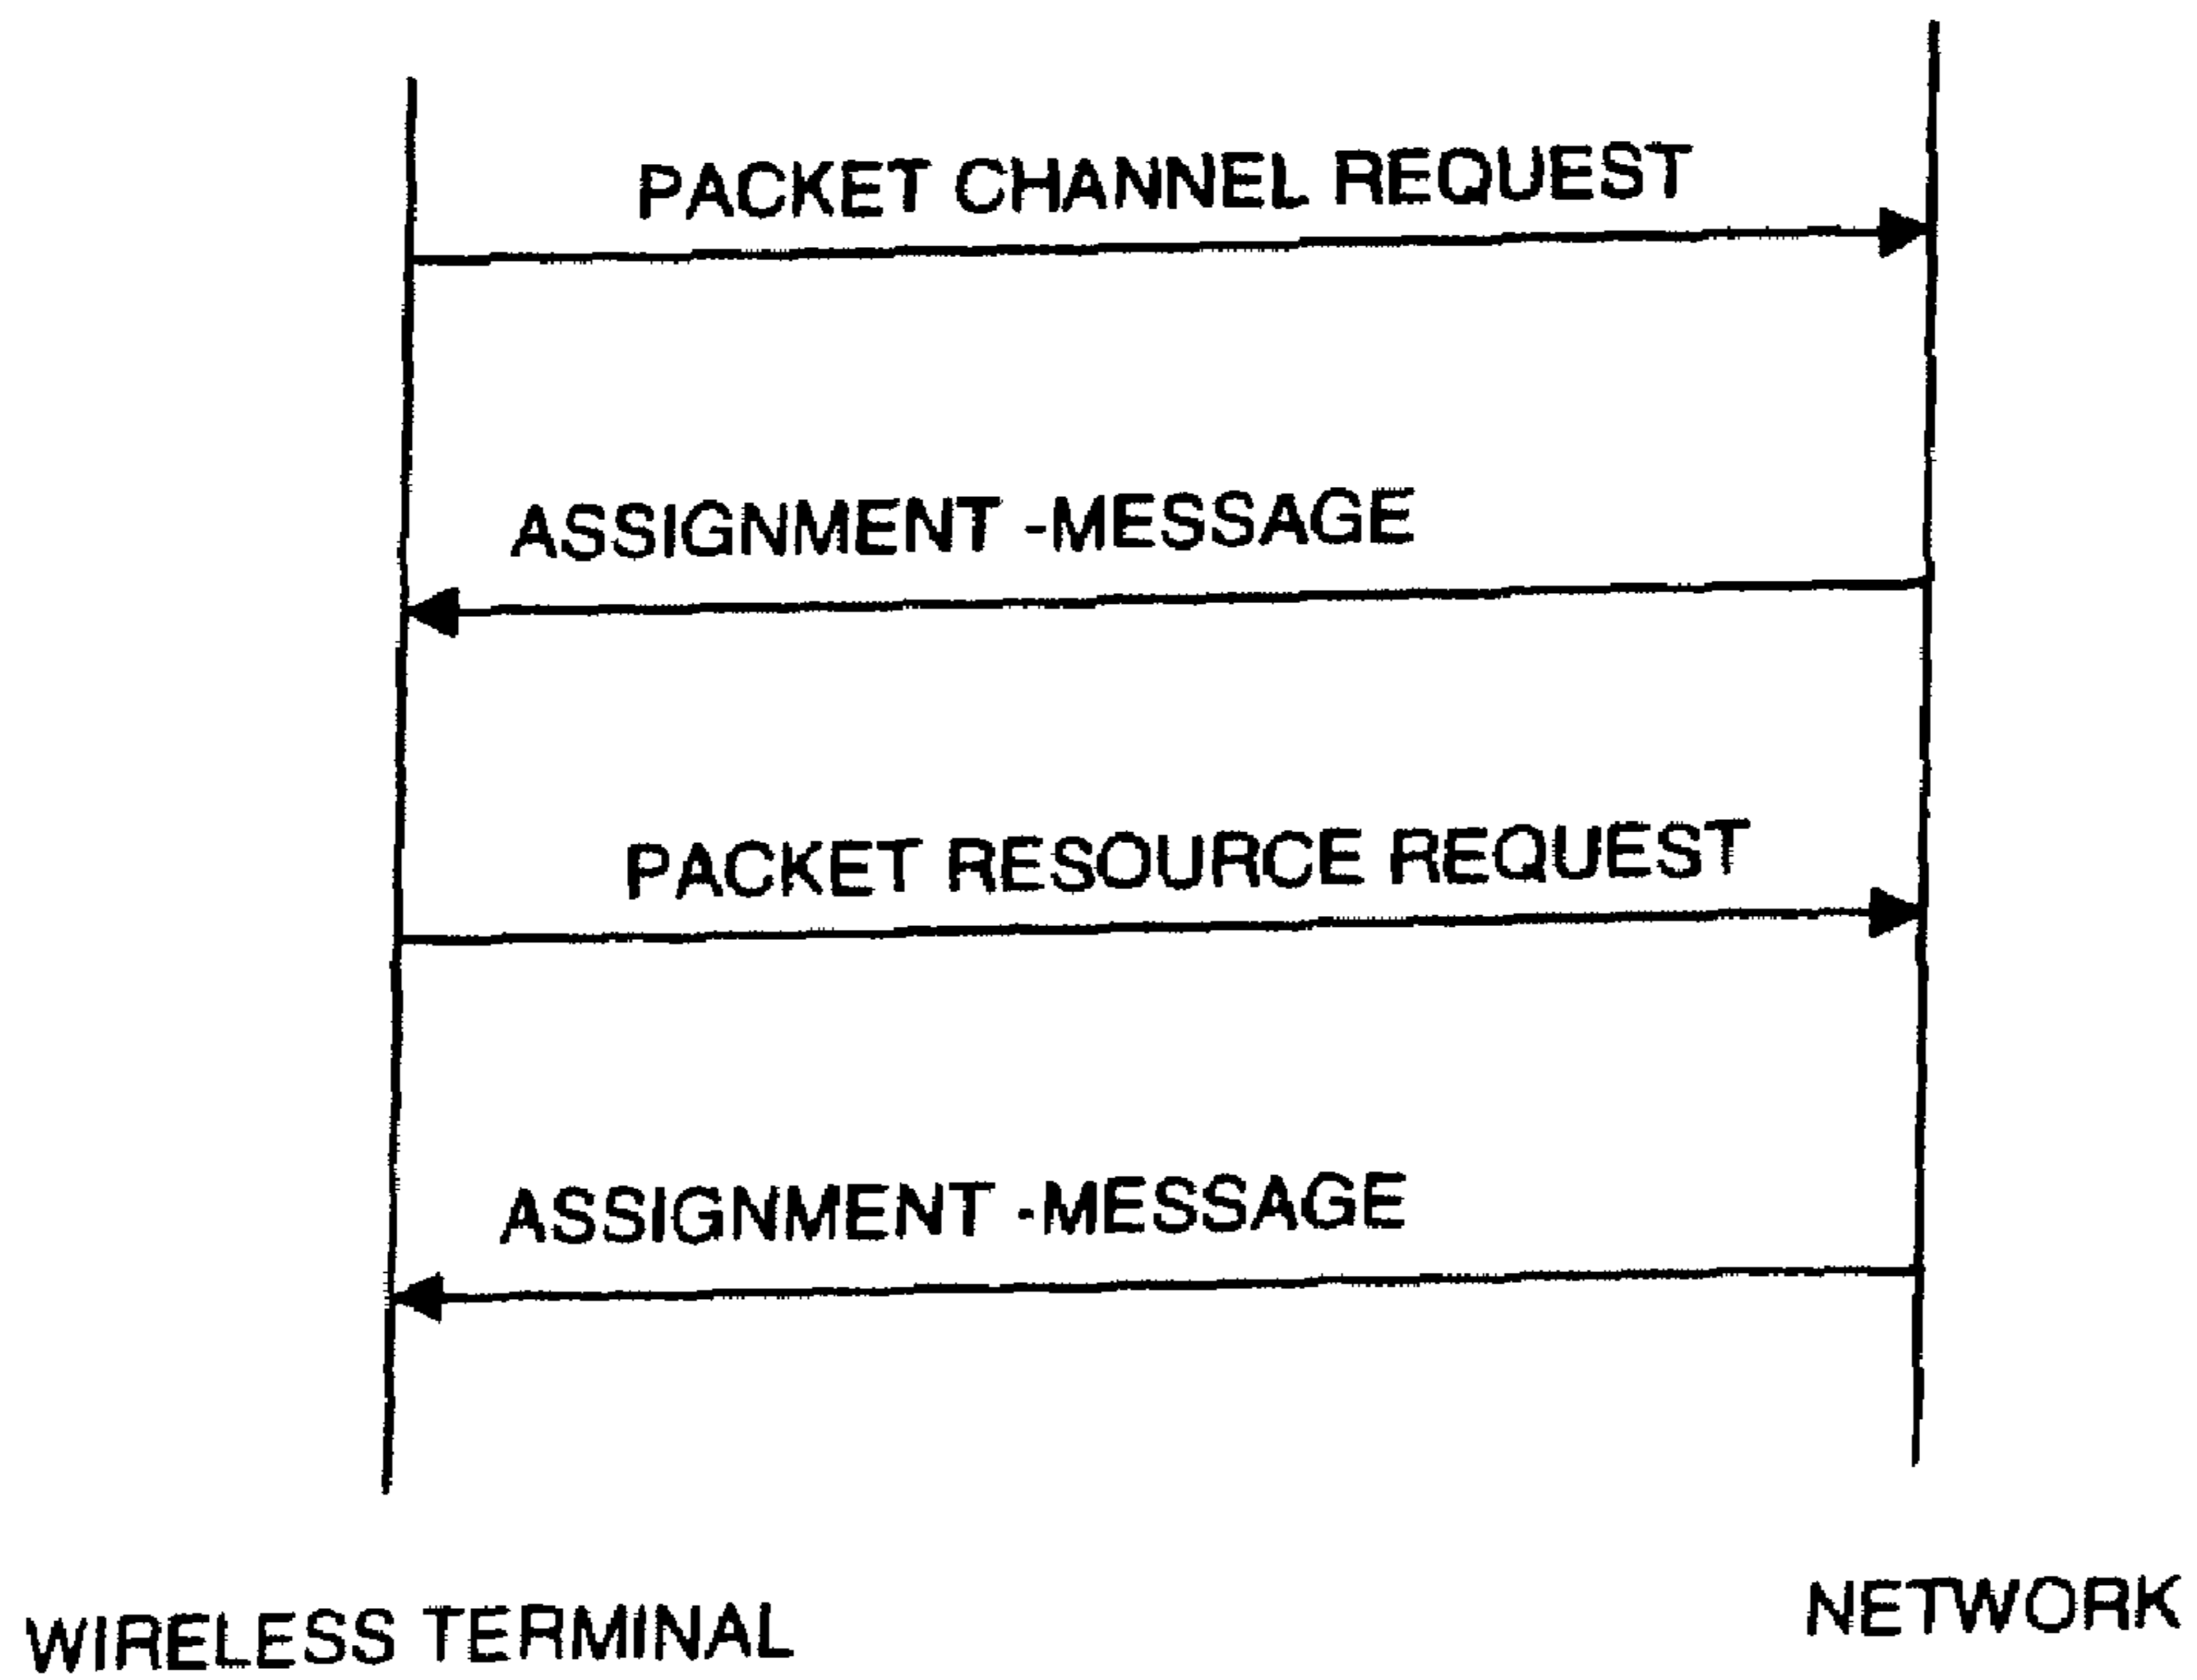 PACKET CHANNEL REQUEST
ASSIGNMENT -MESSAGE
PACKET RESOURCE REQUEST
ASSIGNMENT -MESSAGE
WIRELESS TERMINAL
NETWORK